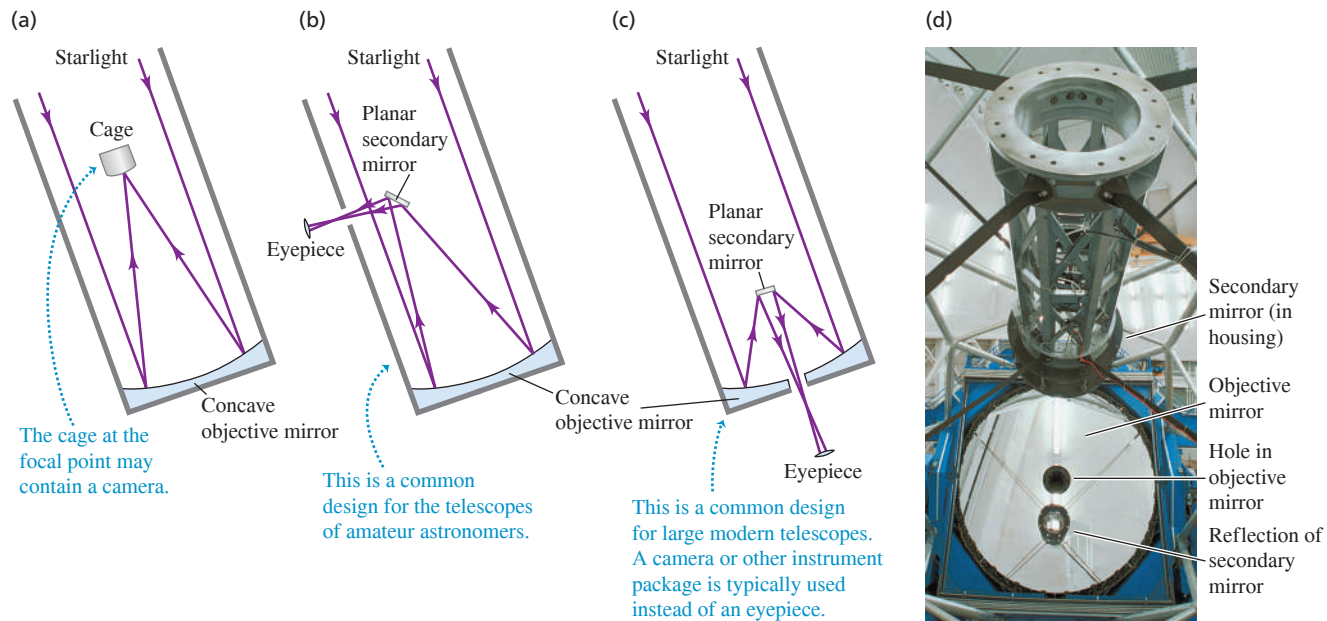 (a)
Starlight
Cage
Concave
objective mirror
The cage at the
focal point may
contain a camera.
(b)
Starlight
Planar
secondary
mirror
Eyepiece
Concave
objective mirror
This is a common
design for the telescopes
of amateur astronomers.
(c)
Starlight
Planar
secondary
mirror
Eyepiece
This is a common design
for large modern telescopes.
A camera or other instrument
package is typically used
instead of an eyepiece.
(d)
Secondary
mirror (in
housing)
Objective
mirror
Hole in
objective
mirror
Reflection of
secondary
mirror